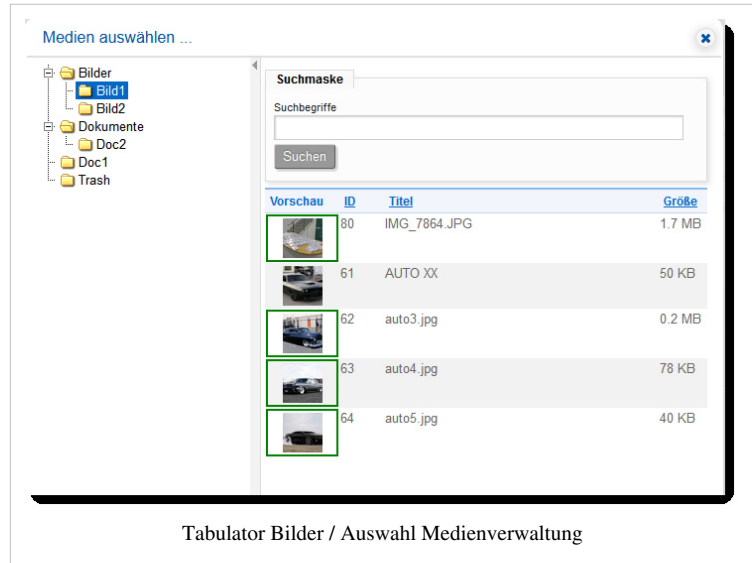 Medien auswählen ...
Bilder
Bild1
Bild2
Dokumente
Doc2
Doc1
Trash
Suchmaske
Suchbegriffe
Suchen
Vorschau ID Titel Größe
80 IMG_7864.JPG 1.7 MB
61 AUTO XX 50 KB
62 auto3.jpg 0.2 MB
63 auto4.jpg 78 KB
64 auto5.jpg 40 KB
Tabulator Bilder / Auswahl Medienverwaltung